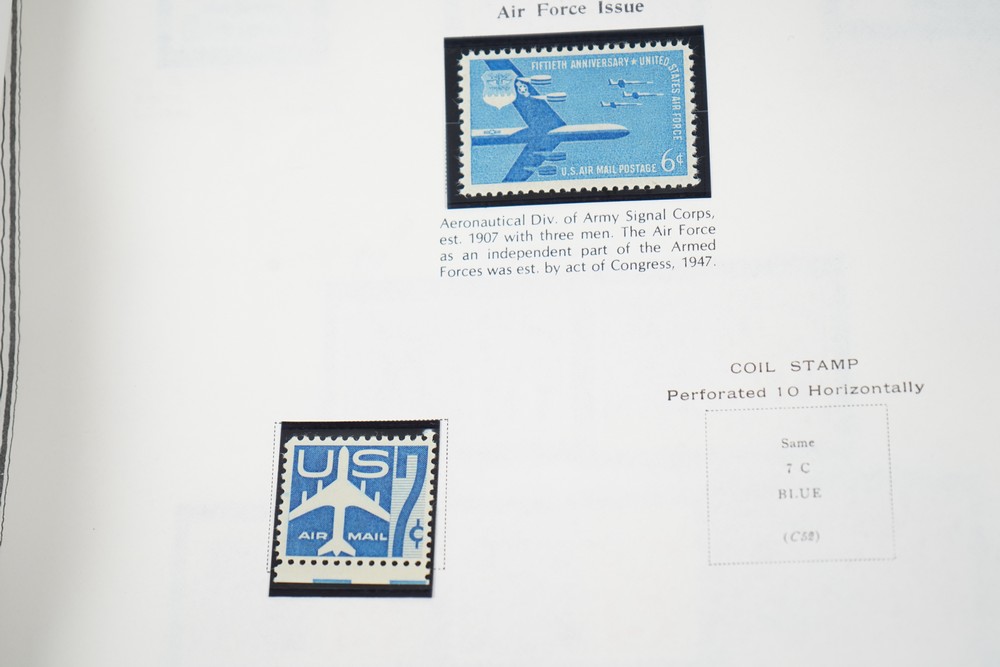 Air Force Issue
FIFTIETH ANNIVERSARY ★ UNITED STATES AIR FORCE
U.S. AIR MAIL POSTAGE 6¢
Aeronautical Div. of Army Signal Corps,
est. 1907 with three men. The Air Force
as an independent part of the Armed
Forces was est. by act of Congress, 1947.
COIL STAMP
Perforated 10 Horizontally
Same
7 C
BLUE
(C52)
US
7¢
AIR MAIL